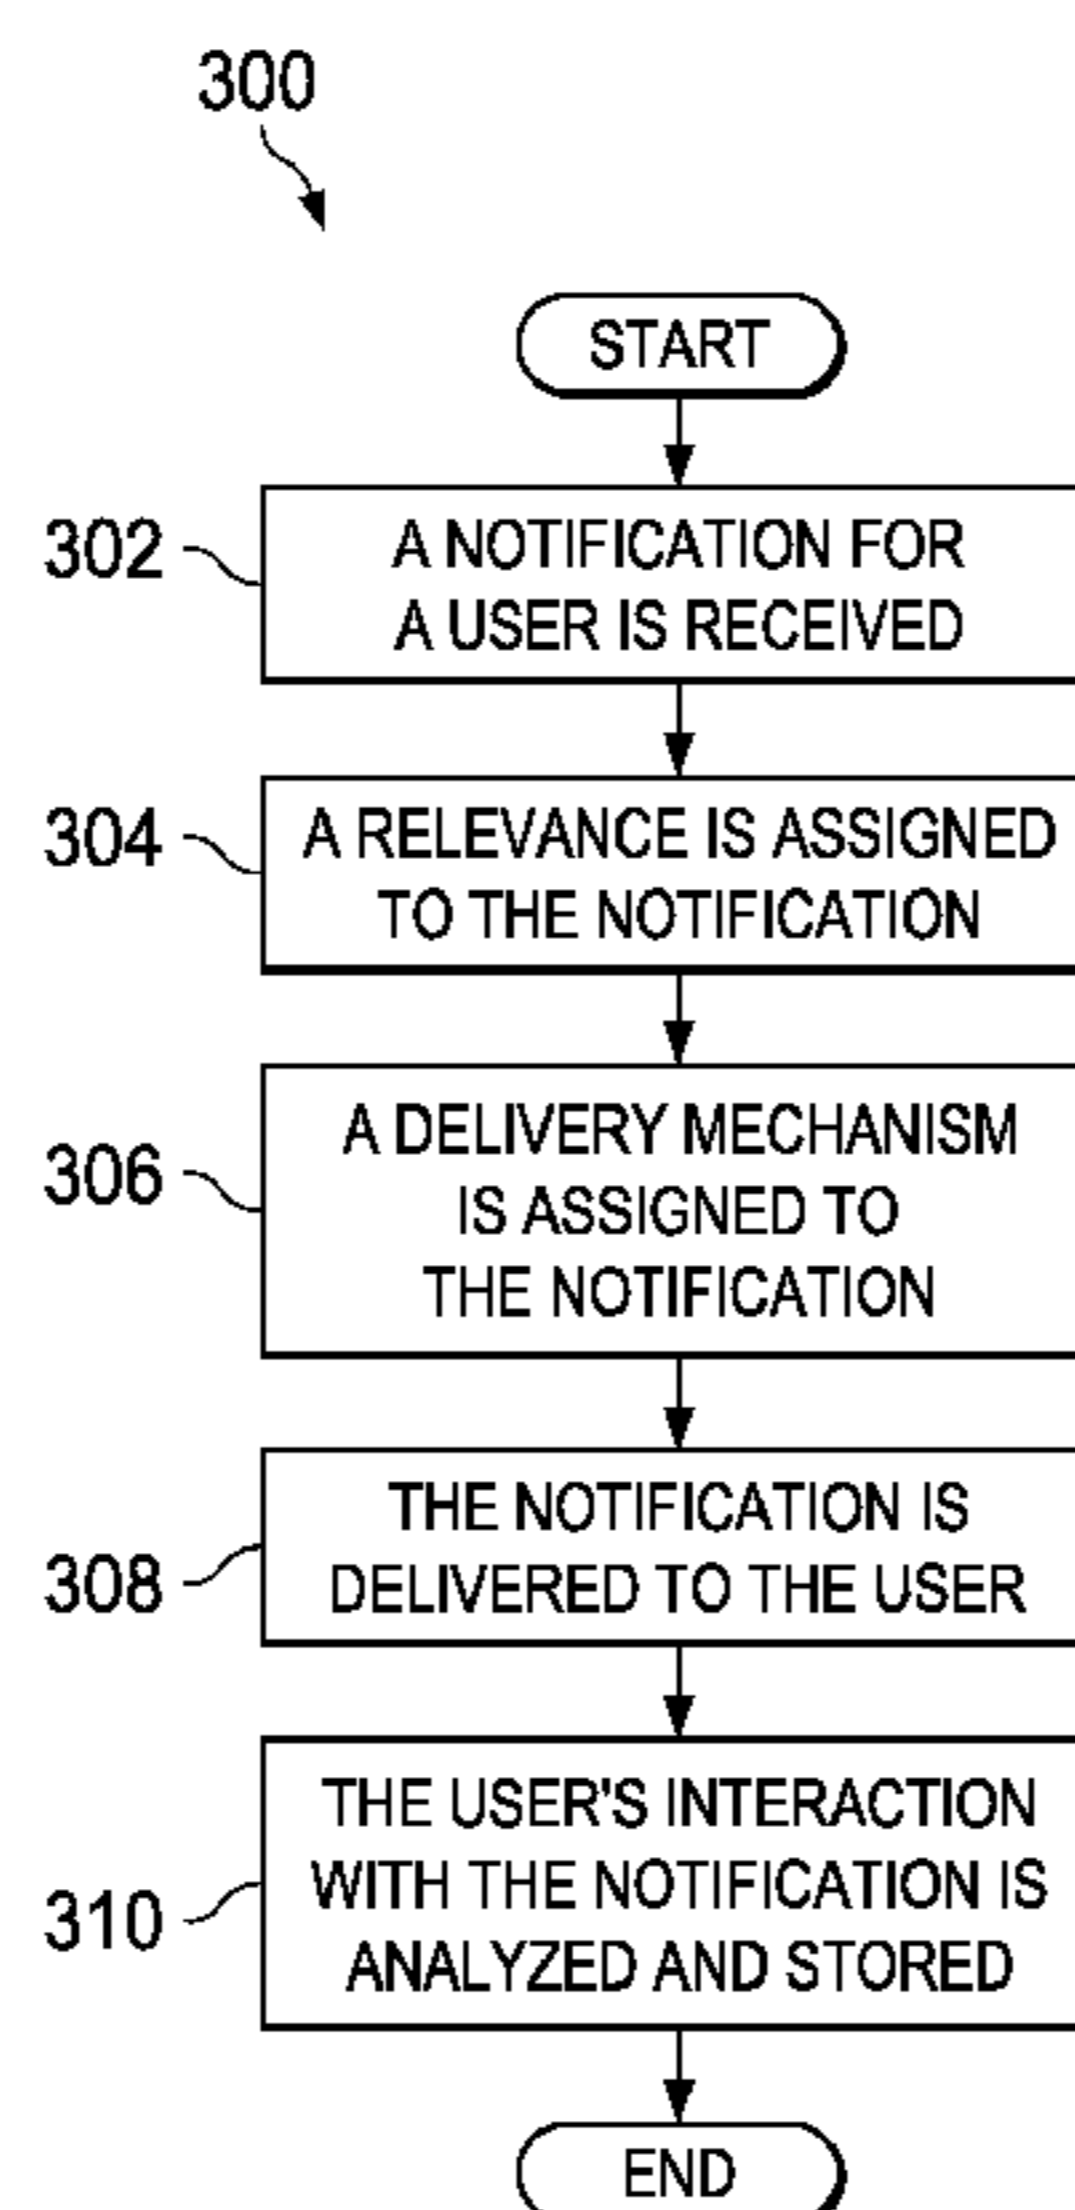 300
START
302
A NOTIFICATION FOR
A USER IS RECEIVED
304
A RELEVANCE IS ASSIGNED
TO THE NOTIFICATION
306
A DELIVERY MECHANISM
IS ASSIGNED TO
THE NOTIFICATION
308
THE NOTIFICATION IS
DELIVERED TO THE USER
310
THE USER'S INTERACTION
WITH THE NOTIFICATION IS
ANALYZED AND STORED
END